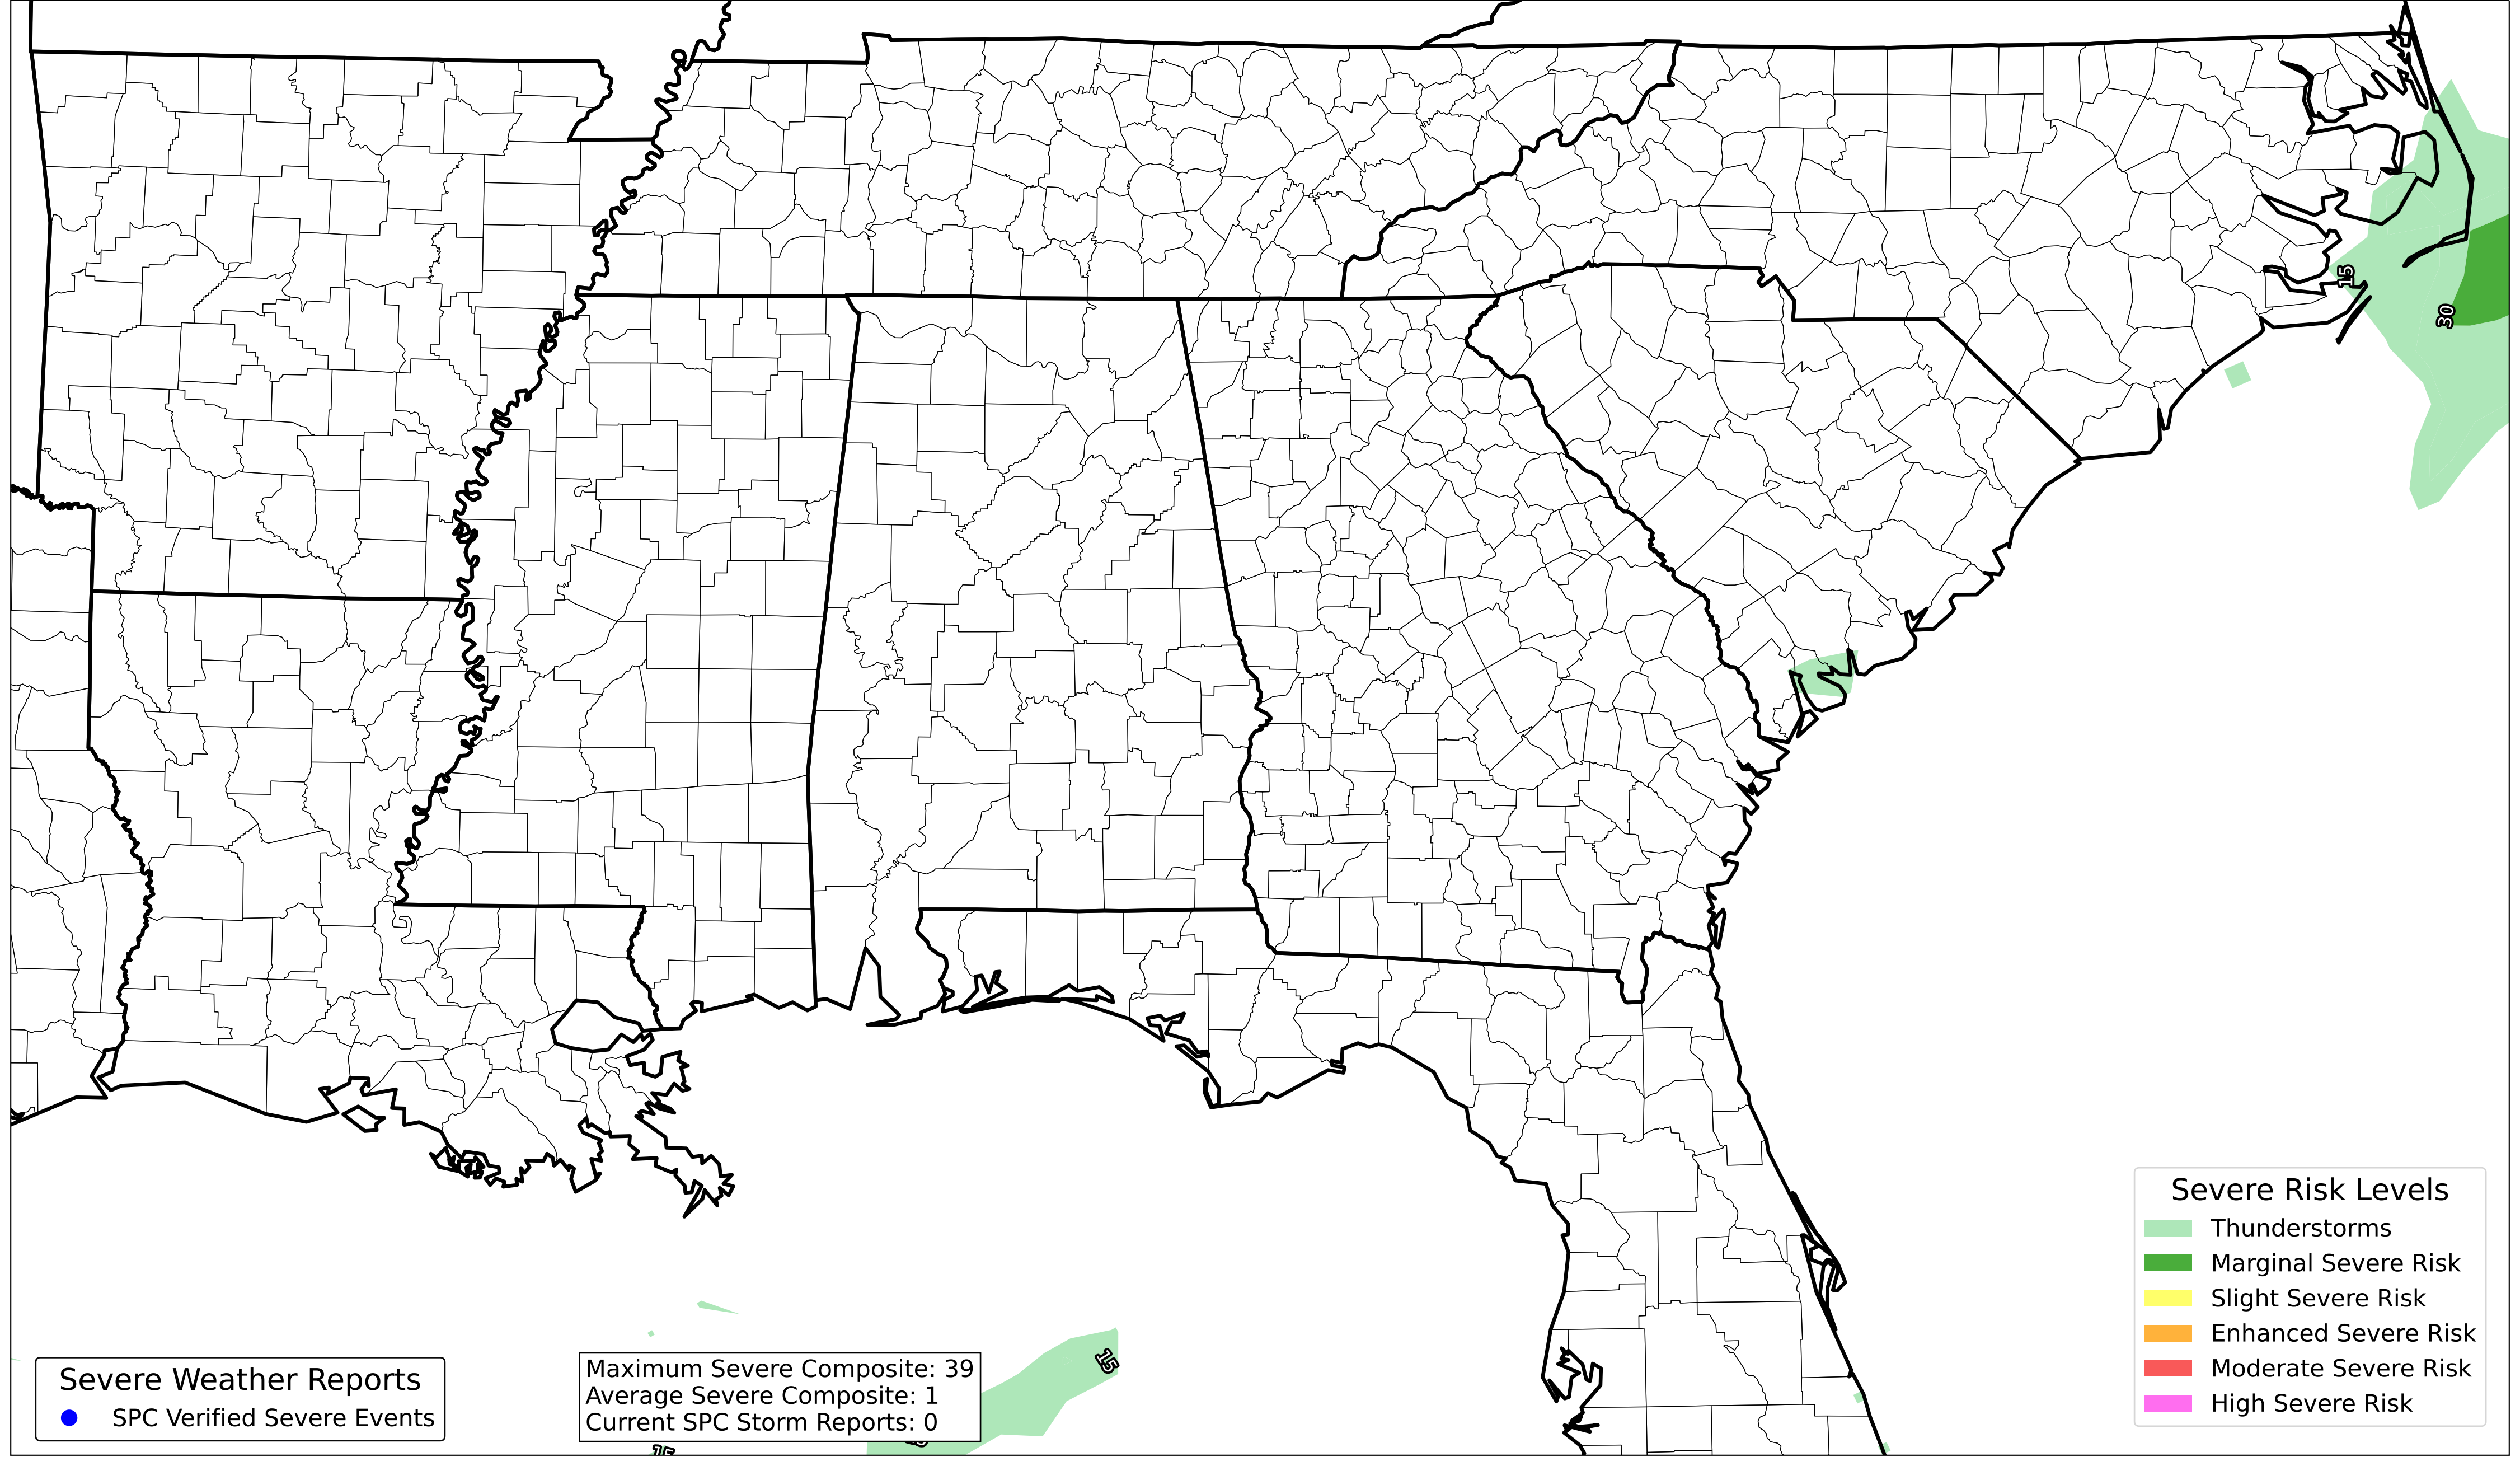 15
30
Severe Risk Levels
Thunderstorms
Marginal Severe Risk
Slight Severe Risk
Enhanced Severe Risk
Moderate Severe Risk
High Severe Risk
15
Severe Weather Reports
SPC Verified Severe Events
Maximum Severe Composite: 39
Average Severe Composite: 1
Current SPC Storm Reports: 0
15